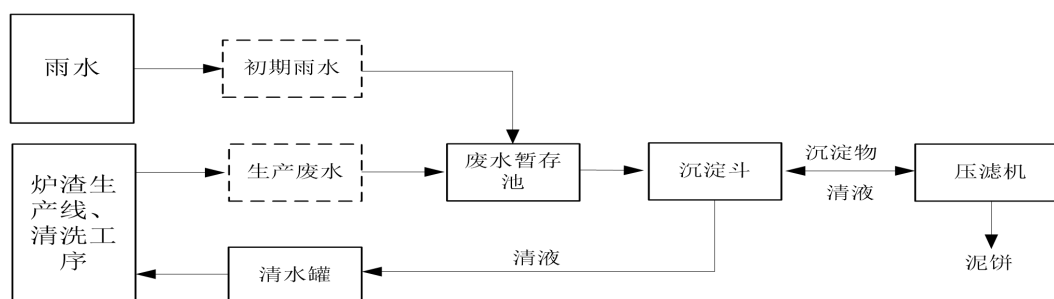 雨水
初期雨水
炉渣生
产线、
清洗工
序
生产废水
废水暂存
池
沉淀斗
沉淀物
清液
压滤机
泥饼
清液
清水罐